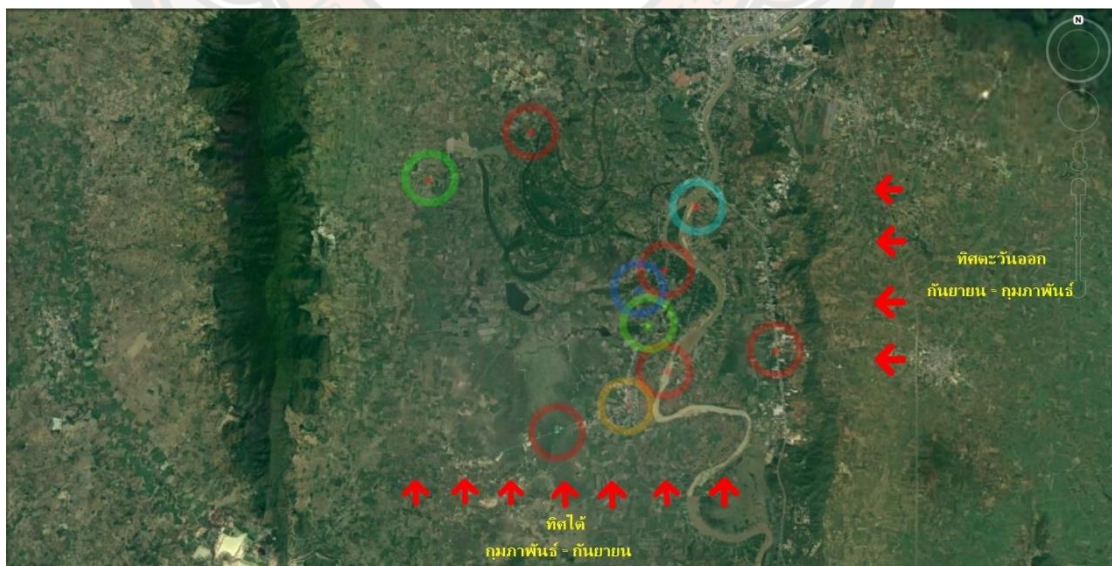 N
ทิศตะวันออก
กันยายน - กุมภาพันธ์
ทิศใต้
กุมภาพันธ์ - กันยายน